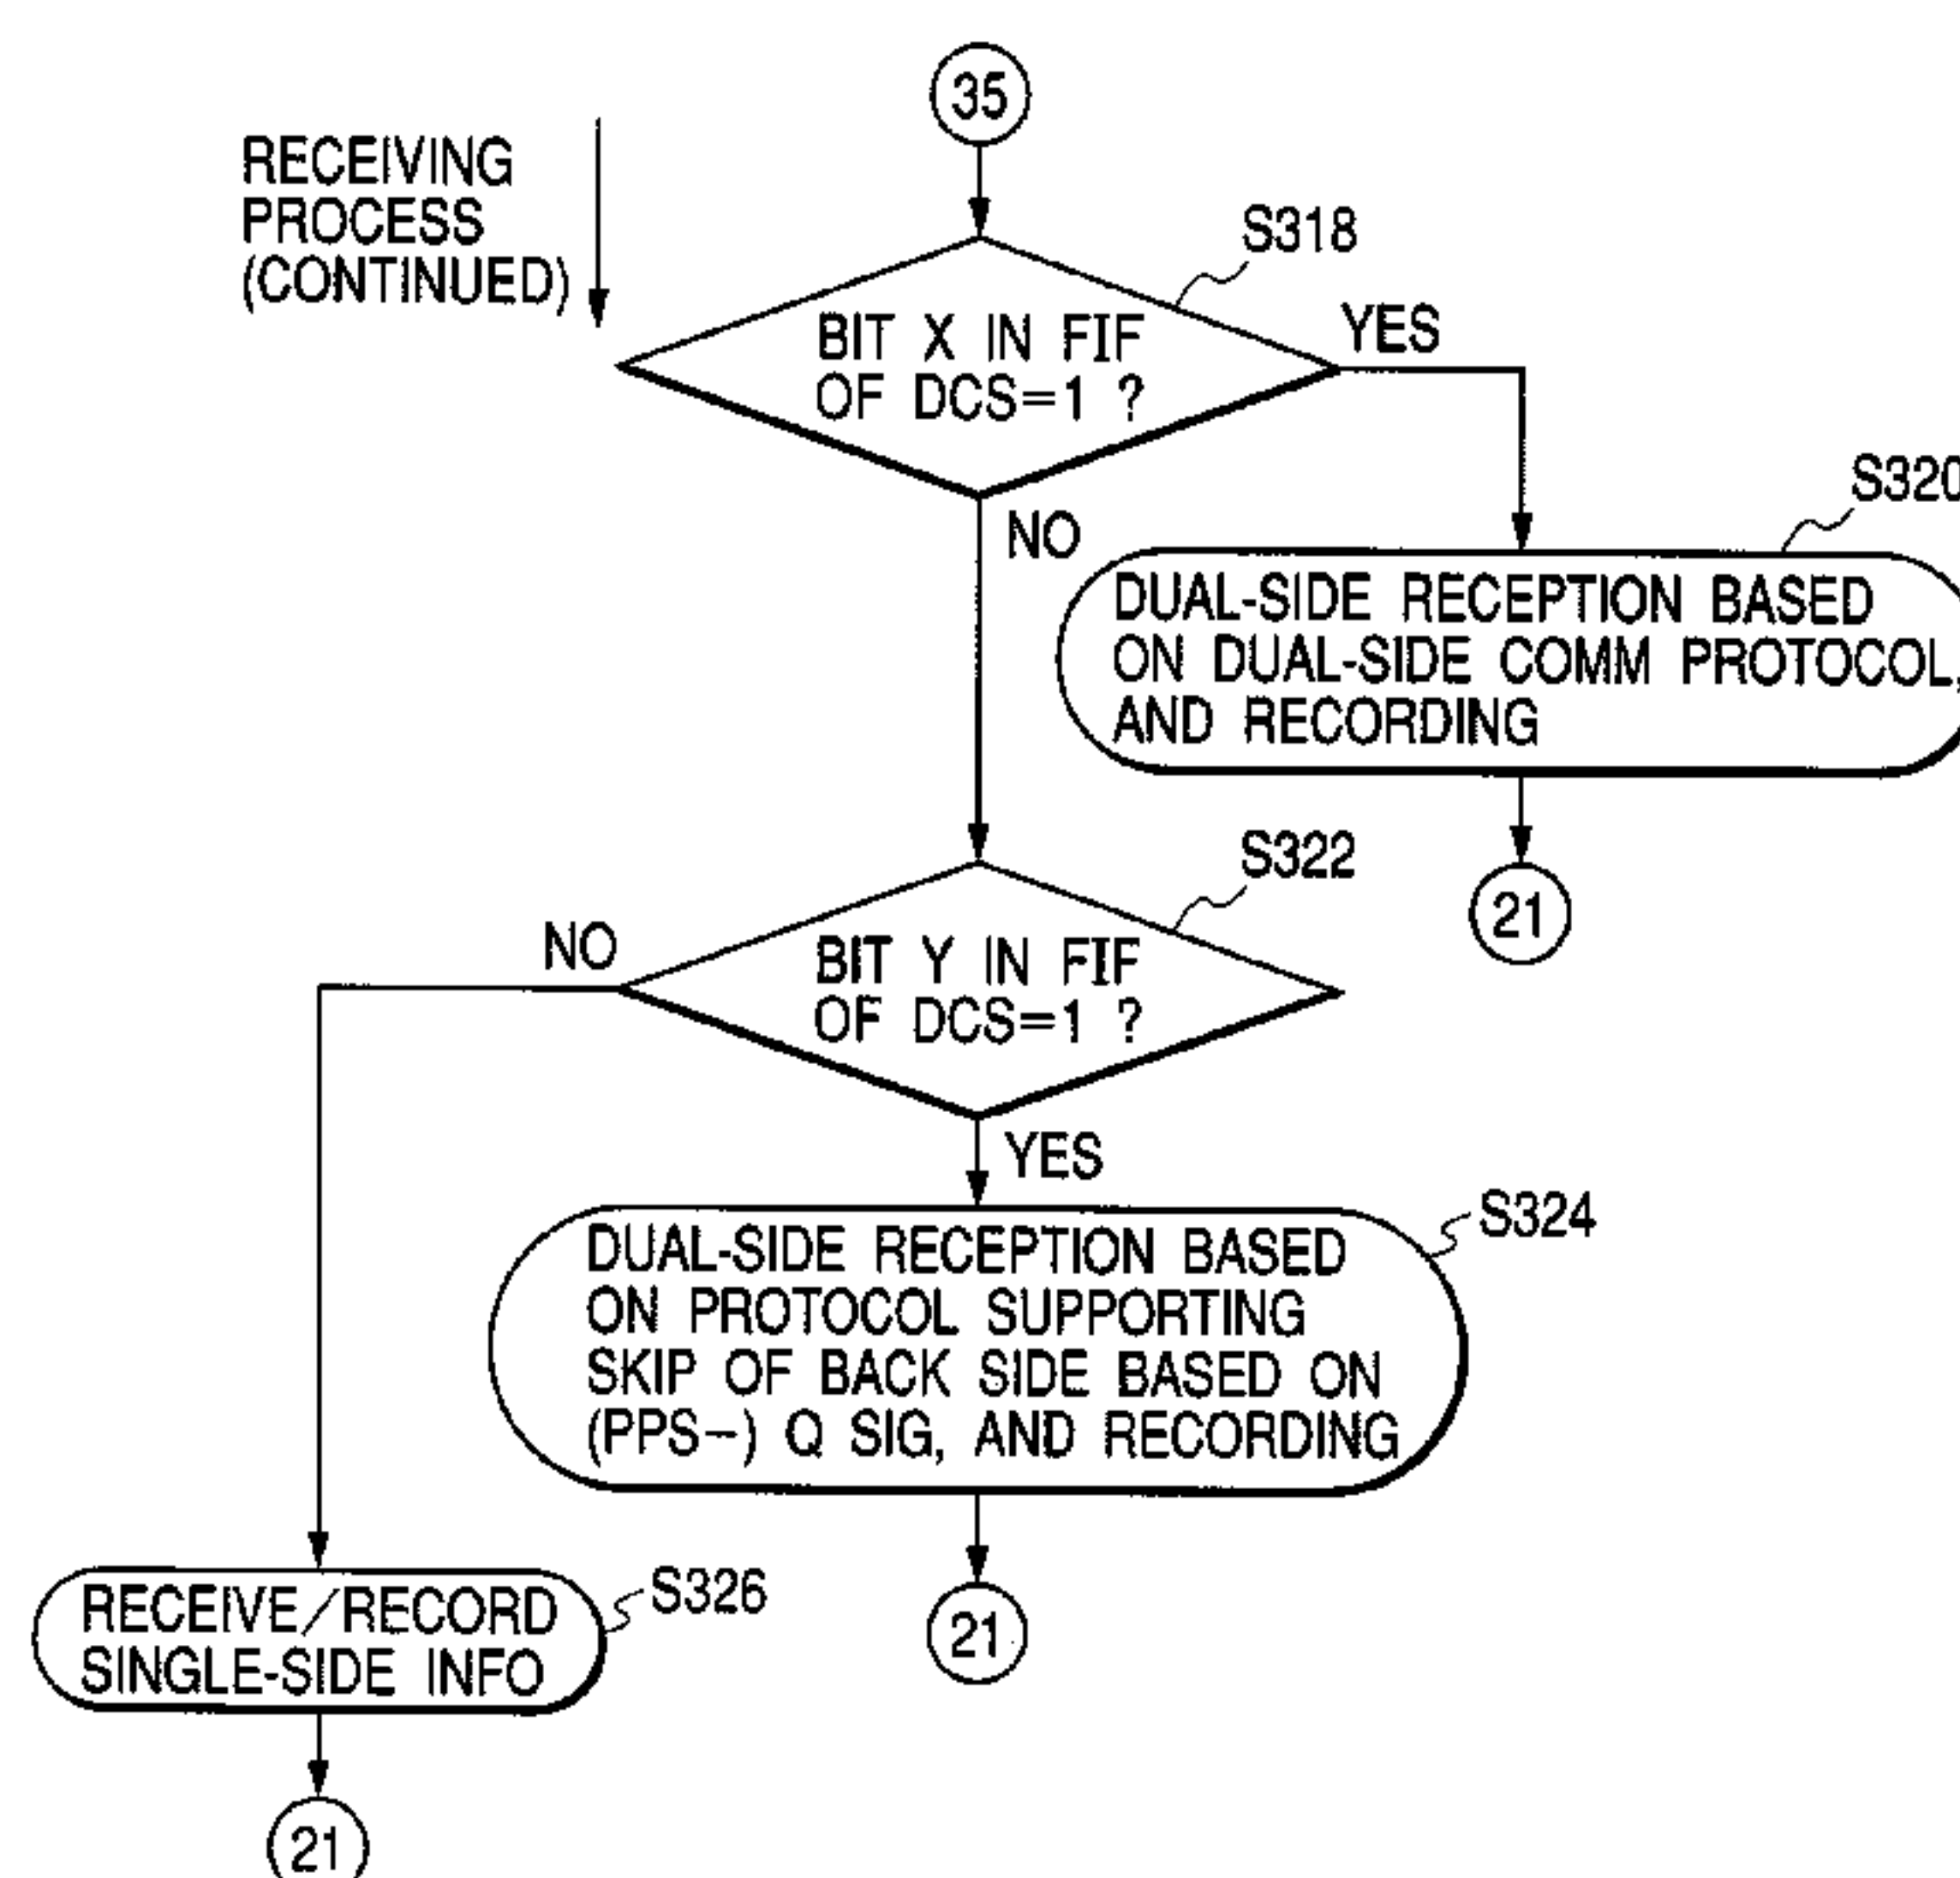 35
RECEIVING
PROCESS
(CONTINUED)
S318
BIT X IN FIF
OF DCS=1 ?
YES
NO
S320
DUAL-SIDE RECEPTION BASED
ON DUAL-SIDE COMM PROTOCOL,
AND RECORDING
21
S322
BIT Y IN FIF
OF DCS=1 ?
NO
YES
S324
DUAL-SIDE RECEPTION BASED
ON PROTOCOL SUPPORTING
SKIP OF BACK SIDE BASED ON
(PPS-) Q SIG, AND RECORDING
21
S326
RECEIVE/RECORD
SINGLE-SIDE INFO
21